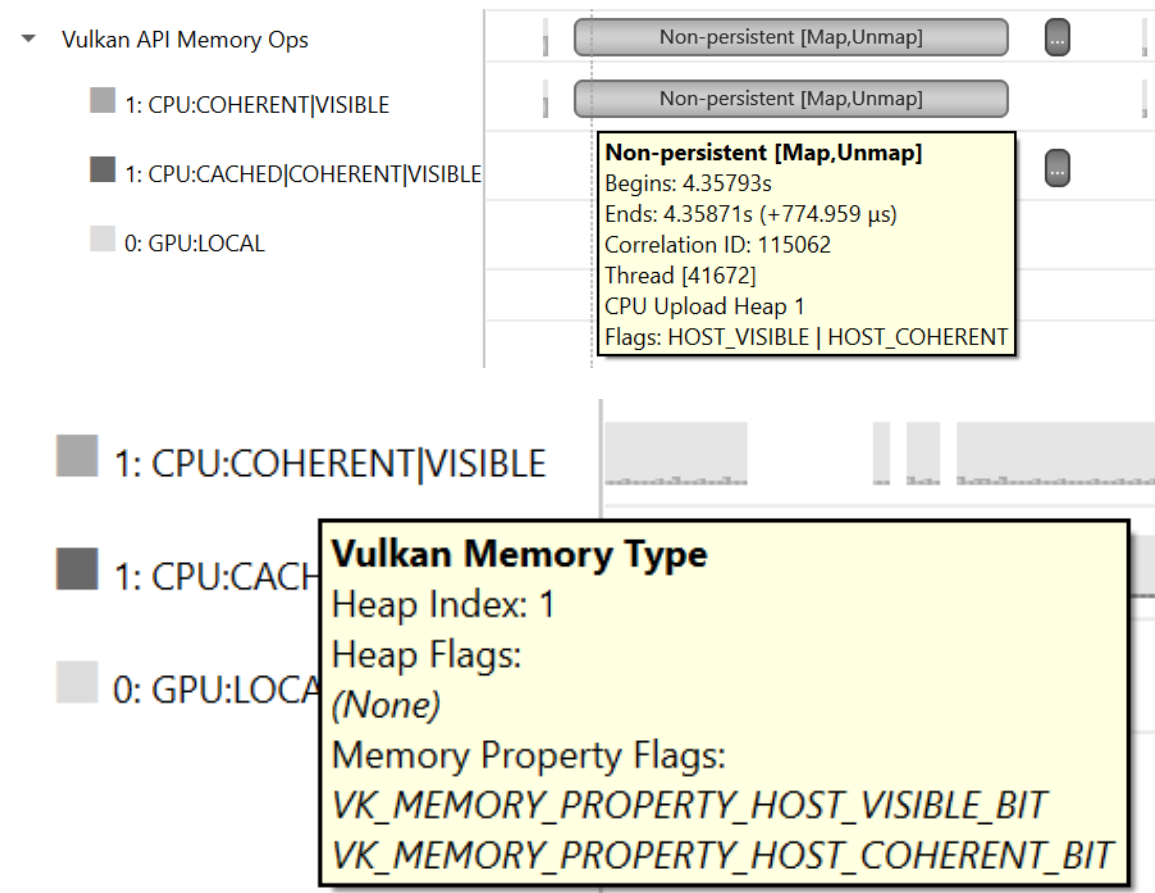 Vulkan API Memory Ops
Non-persistent [Map,Unmap]
...
1: CPU:COHERENT|VISIBLE
Non-persistent [Map,Unmap]
1: CPU:CACHED|COHERENT|VISIBLE
...
0: GPU:LOCAL
Non-persistent [Map,Unmap]
Begins: 4.35793s
Ends: 4.35871s (+774.959 μs)
Correlation ID: 115062
Thread [41672]
CPU Upload Heap 1
Flags: HOST_VISIBLE | HOST_COHERENT
1: CPU:COHERENT|VISIBLE
1: CPU:CACH
0: GPU:LOCA
Vulkan Memory Type
Heap Index: 1
Heap Flags:
(None)
Memory Property Flags:
VK_MEMORY_PROPERTY_HOST_VISIBLE_BIT
VK_MEMORY_PROPERTY_HOST_COHERENT_BIT